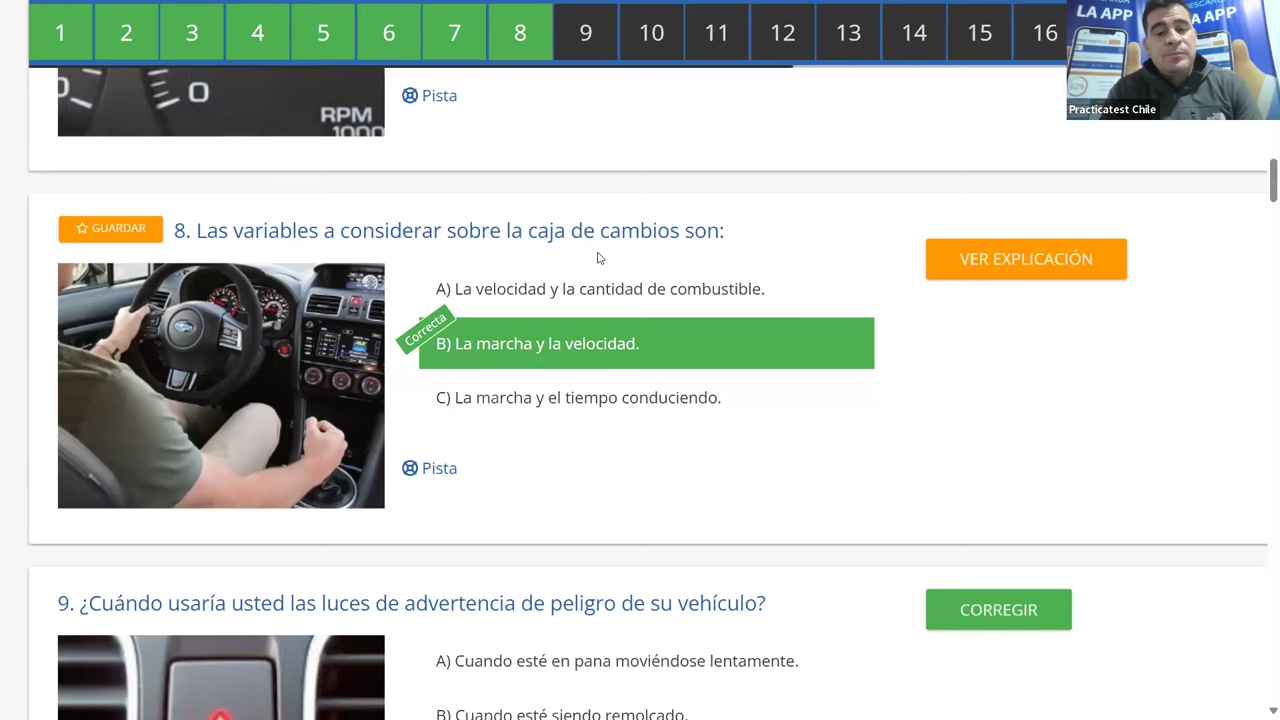 1 2 3 4 5 6 7 8 9 10 11 12 13 14 15 16
LA APP
APP
Practicatest Chile
0
RPM
1000
Pista
GUARDAR
8. Las variables a considerar sobre la caja de cambios son:
VER EXPLICACIÓN
A) La velocidad y la cantidad de combustible.
Correcta
B) La marcha y la velocidad.
C) La marcha y el tiempo conduciendo.
Pista
9. ¿Cuándo usaría usted las luces de advertencia de peligro de su vehículo?
CORREGIR
A) Cuando esté en pana moviéndose lentamente.
B) Cuando esté siendo remolcado.